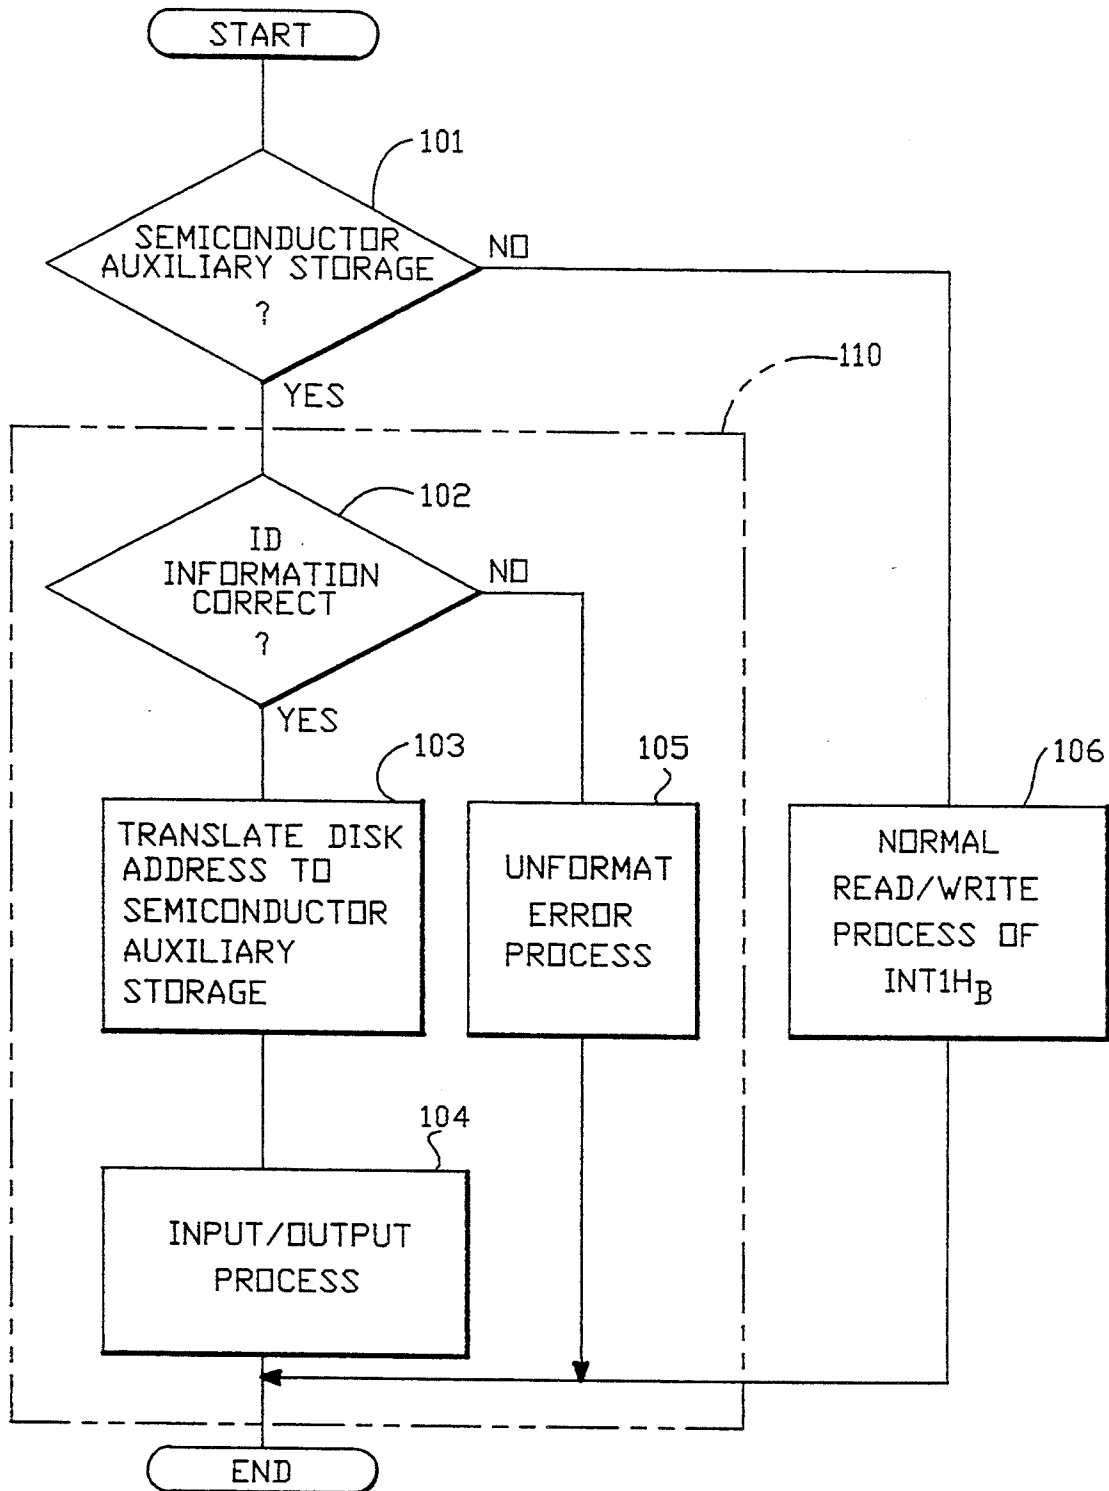 START
101
SEMICONDUCTOR
AUXILIARY STORAGE
?
NO
YES
110
102
ID
INFORMATION
CORRECT
?
NO
YES
103
TRANSLATE DISK
ADDRESS TO
SEMICONDUCTOR
AUXILIARY
STORAGE
105
UNFORMAT
ERROR
PROCESS
106
NORMAL
READ/WRITE
PROCESS OF
INT1HB
104
INPUT/OUTPUT
PROCESS
END